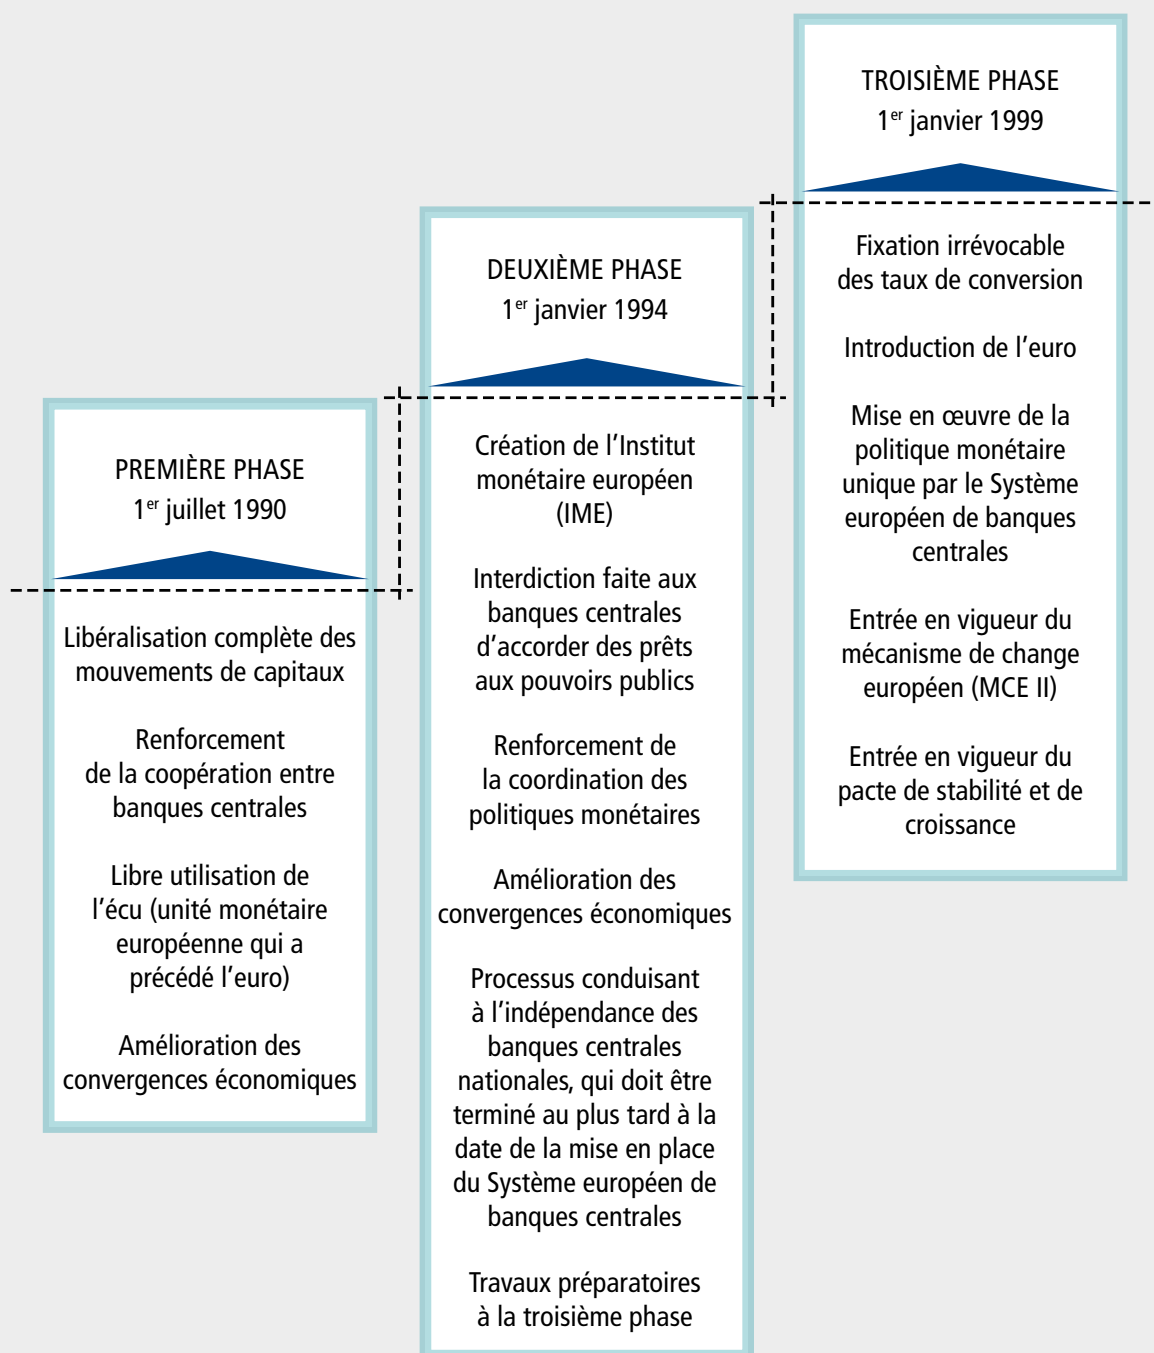 PREMIÈRE PHASE
1er juillet 1990
Libéralisation complète des
mouvements de capitaux
Renforcement
de la coopération entre
banques centrales
Libre utilisation de
l’écu (unité monétaire
européenne qui a
précédé l’euro)
Amélioration des
convergences économiques
DEUXIÈME PHASE
1er janvier 1994
Création de l’Institut
monétaire européen
(IME)
Interdiction faite aux
banques centrales
d’accorder des prêts
aux pouvoirs publics
Renforcement de
la coordination des
politiques monétaires
Amélioration des
convergences économiques
Processus conduisant
à l’indépendance des
banques centrales
nationales, qui doit être
terminé au plus tard à la
date de la mise en place
du Système européen de
banques centrales
Travaux préparatoires
à la troisième phase
TROISIÈME PHASE
1er janvier 1999
Fixation irrévocable
des taux de conversion
Introduction de l’euro
Mise en œuvre de la
politique monétaire
unique par le Système
européen de banques
centrales
Entrée en vigueur du
mécanisme de change
européen (MCE II)
Entrée en vigueur du
pacte de stabilité et de
croissance